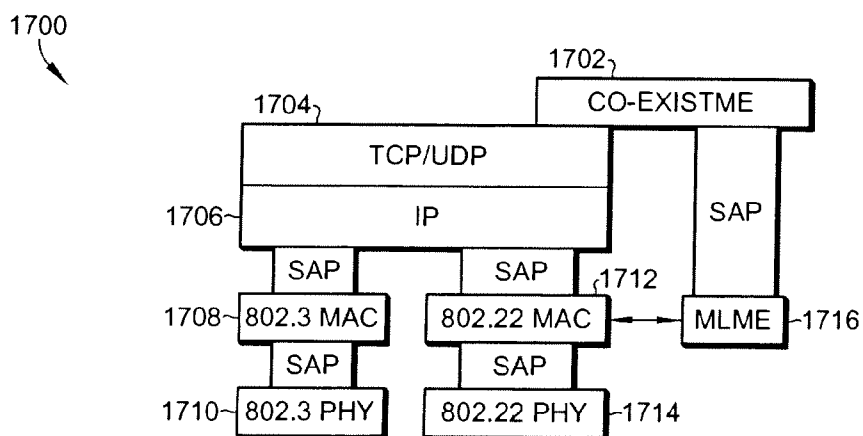 1700
1702
CO-EXISTME
1704
TCP/UDP
1706 IP
SAP
SAP SAP
1712
1708 802.3 MAC 802.22 MAC MLME 1716
SAP SAP
1710 802.3 PHY 802.22 PHY 1714